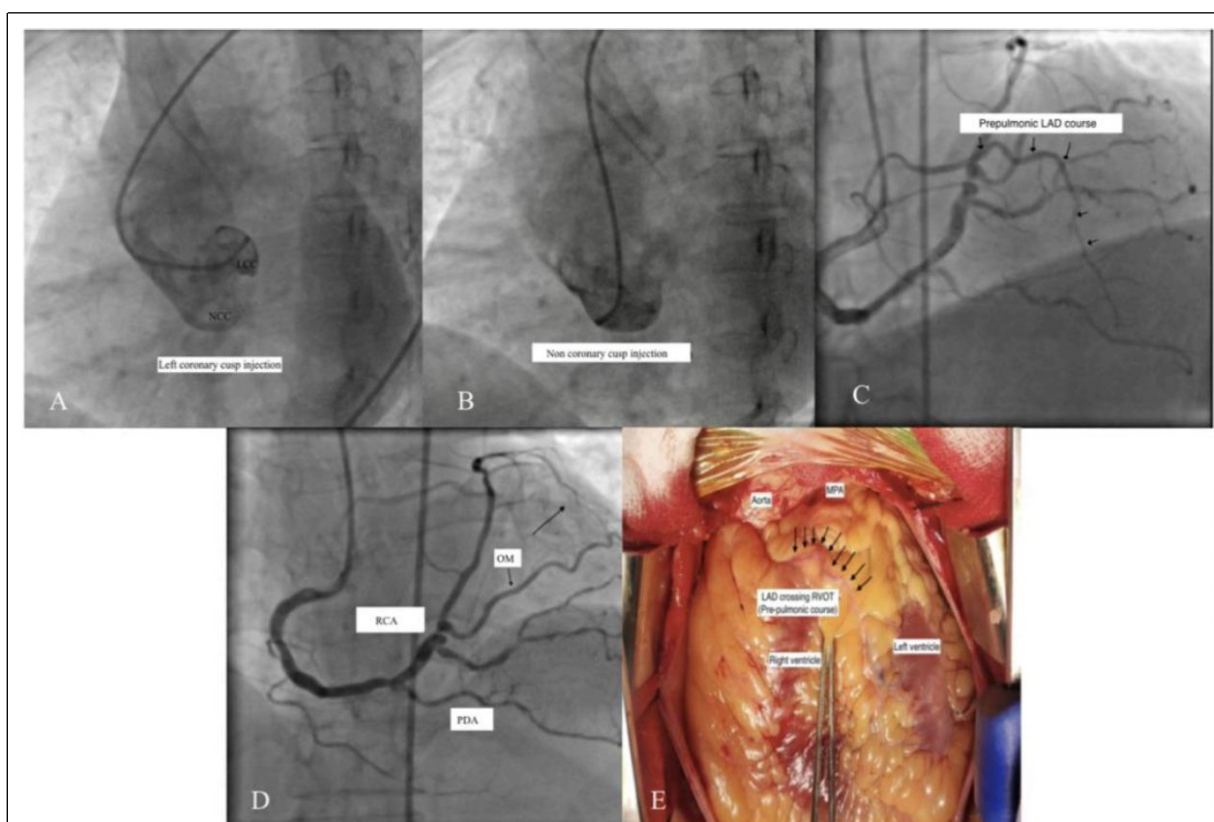 LCC
NCC
Left coronary cusp injection
A
Non coronary cusp injection
B
Prepulmonic LAD course
C
OM
RCA
PDA
D
Aorta
MPA
LAD crossing RVOT
(Pre-pulmonic course)
Right ventricle
Left ventricle
E